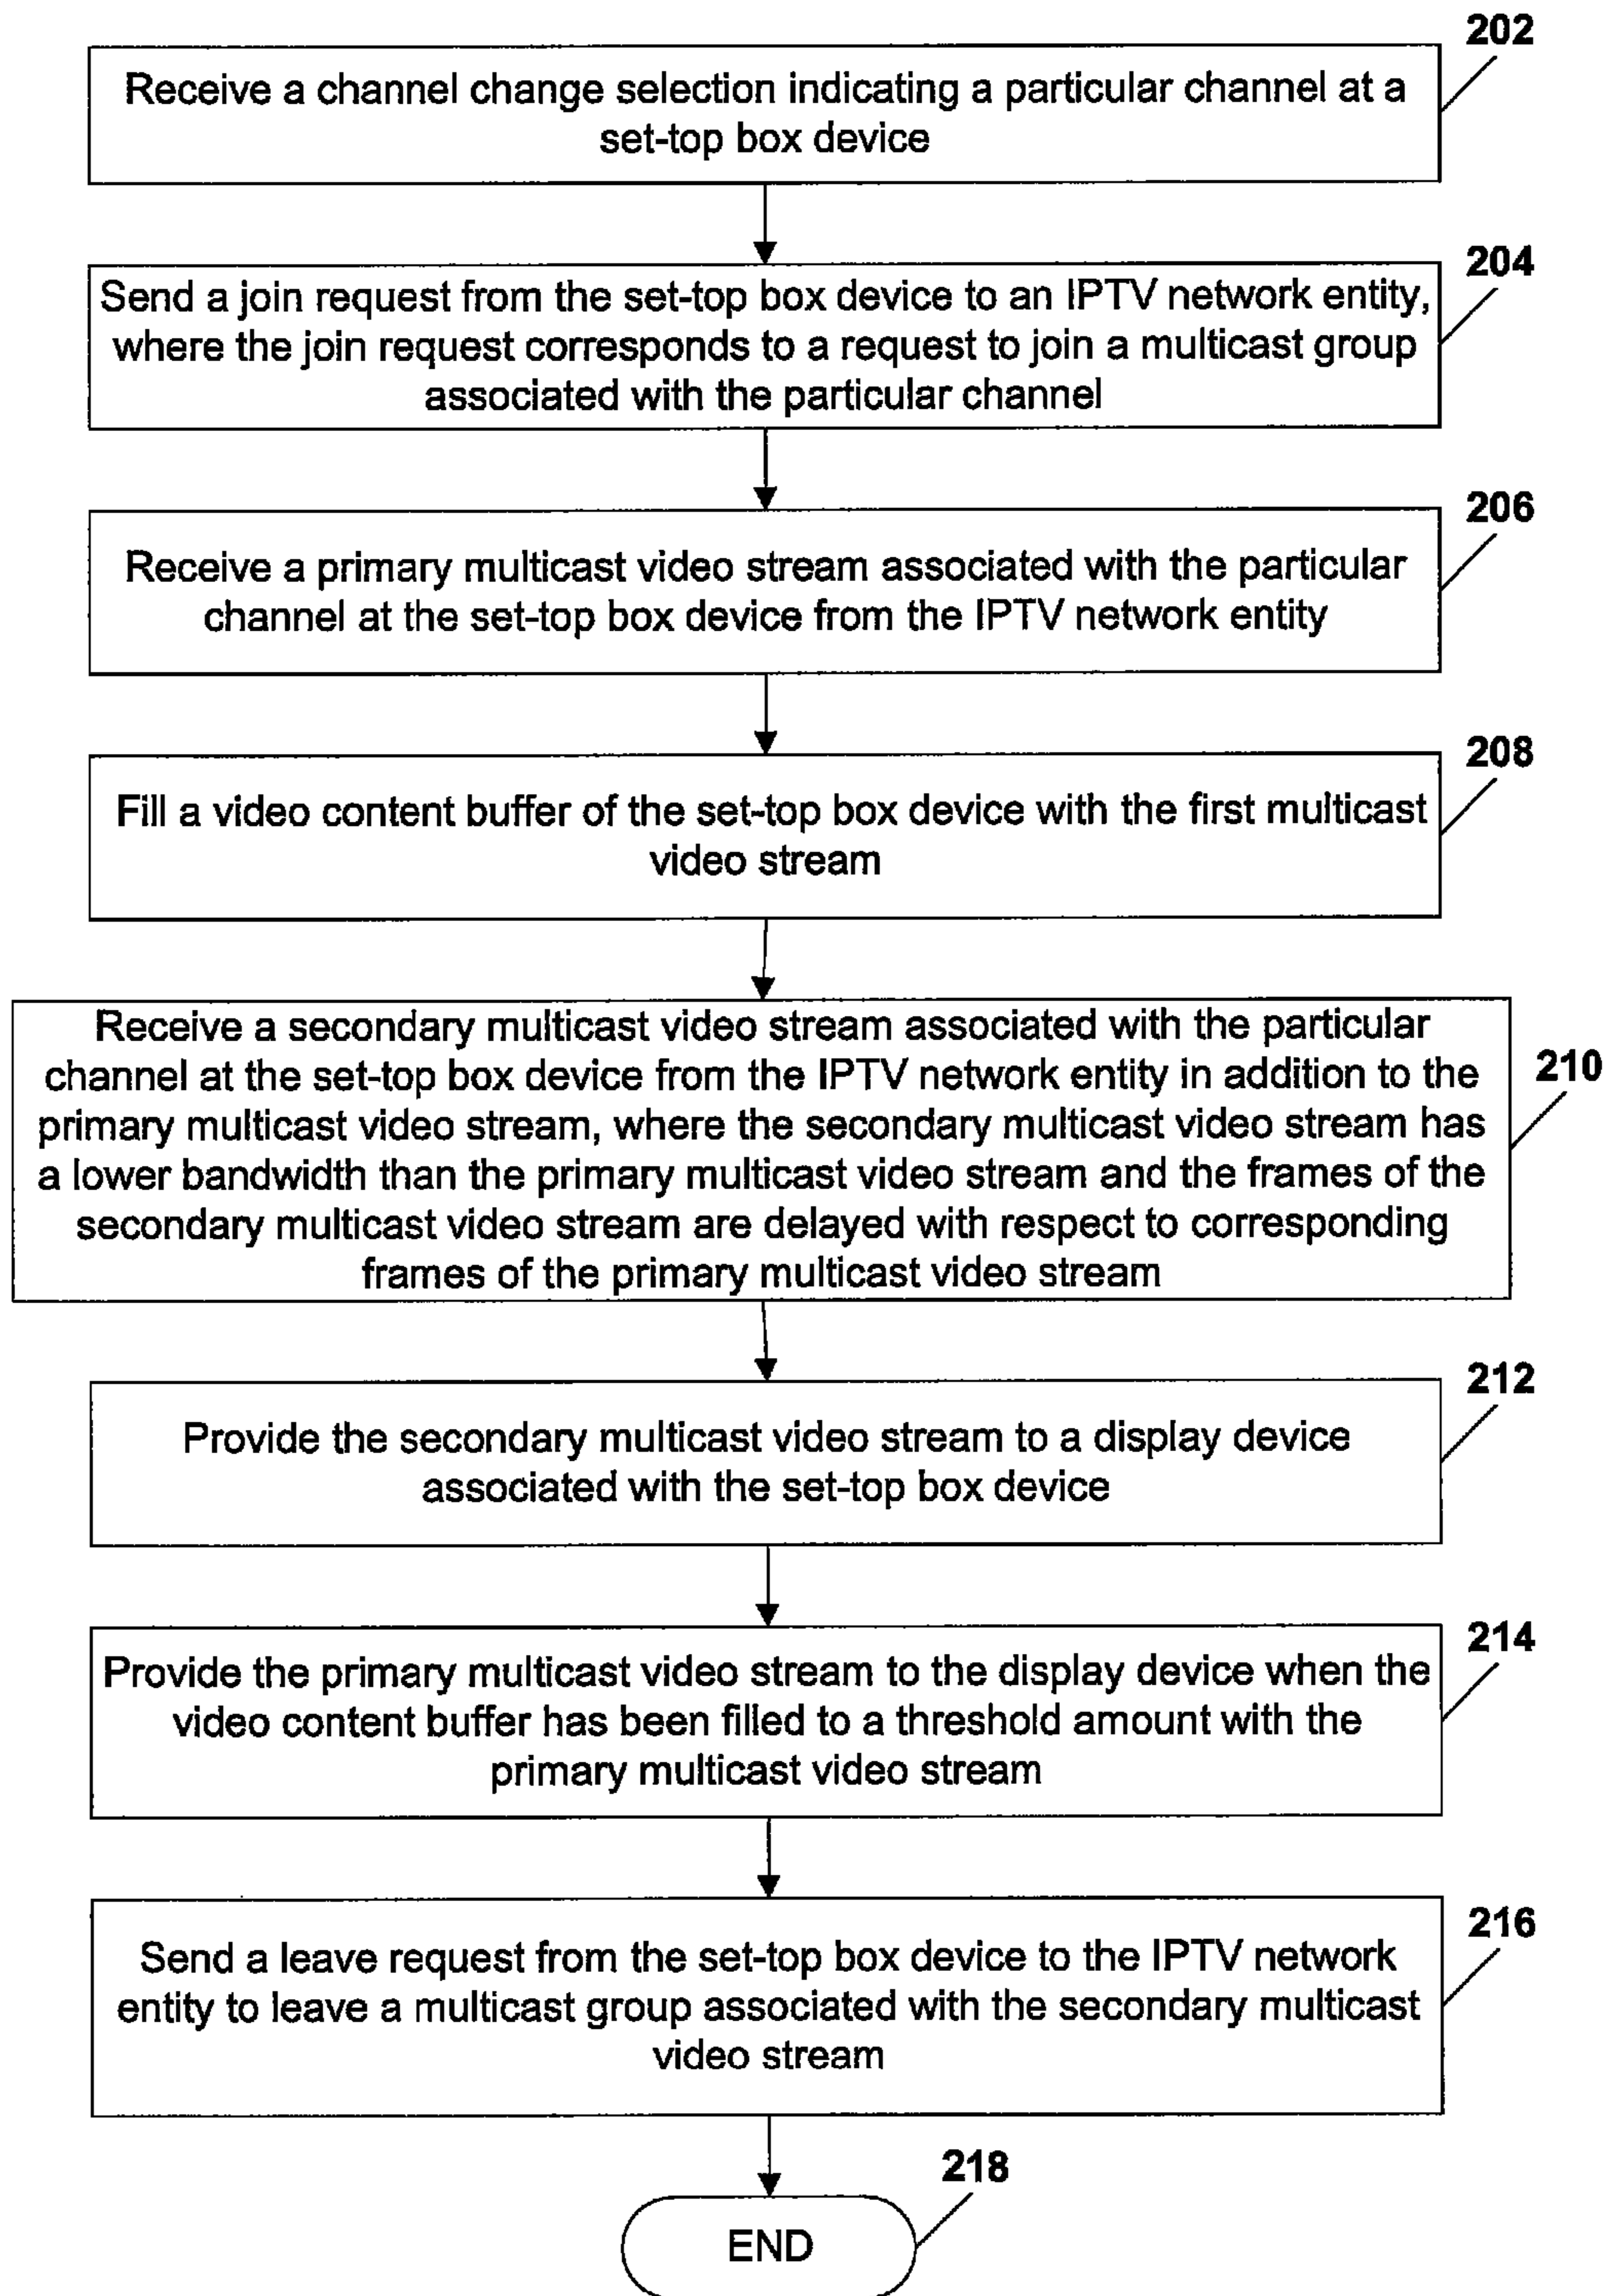 202
Receive a channel change selection indicating a particular channel at a
set-top box device
204
Send a join request from the set-top box device to an IPTV network entity,
where the join request corresponds to a request to join a multicast group
associated with the particular channel
206
Receive a primary multicast video stream associated with the particular
channel at the set-top box device from the IPTV network entity
208
Fill a video content buffer of the set-top box device with the first multicast
video stream
210
Receive a secondary multicast video stream associated with the particular
channel at the set-top box device from the IPTV network entity in addition to the
primary multicast video stream, where the secondary multicast video stream has
a lower bandwidth than the primary multicast video stream and the frames of the
secondary multicast video stream are delayed with respect to corresponding
frames of the primary multicast video stream
212
Provide the secondary multicast video stream to a display device
associated with the set-top box device
214
Provide the primary multicast video stream to the display device when the
video content buffer has been filled to a threshold amount with the
primary multicast video stream
216
Send a leave request from the set-top box device to the IPTV network
entity to leave a multicast group associated with the secondary multicast
video stream
218
END